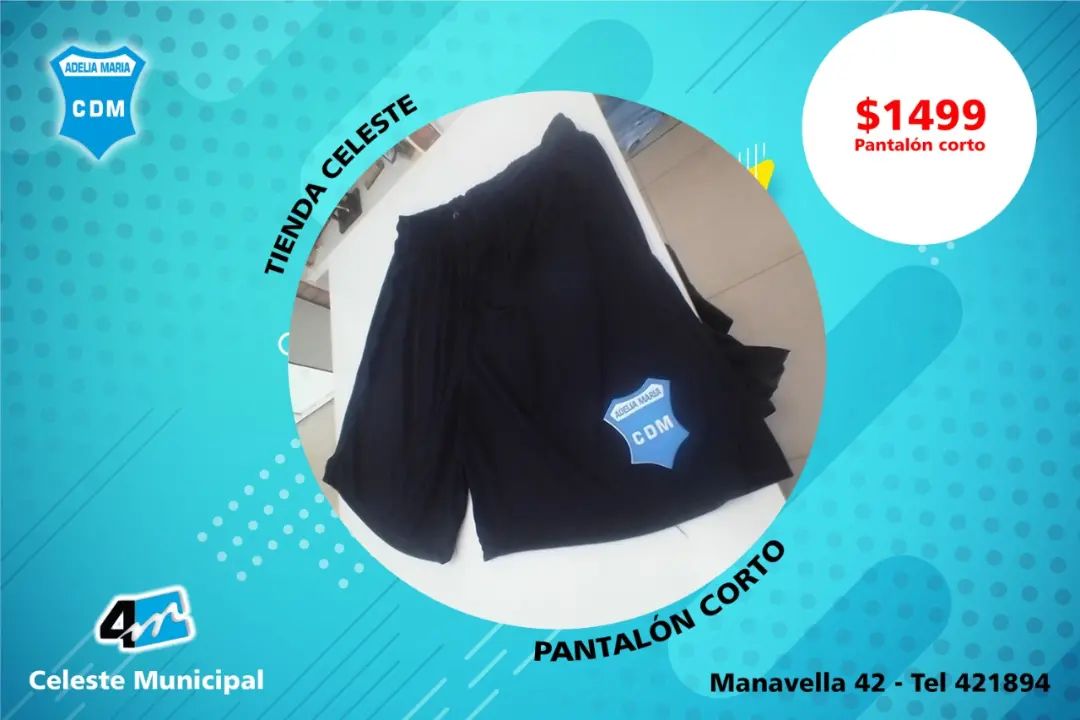 ADELIA MARIA
CDM
TIENDA CELESTE
$1499
Pantalón corto
ADELIA MARIA
CDM
PANTALÓN CORTO
4m
Celeste Municipal
Manavella 42 - Tel 421894